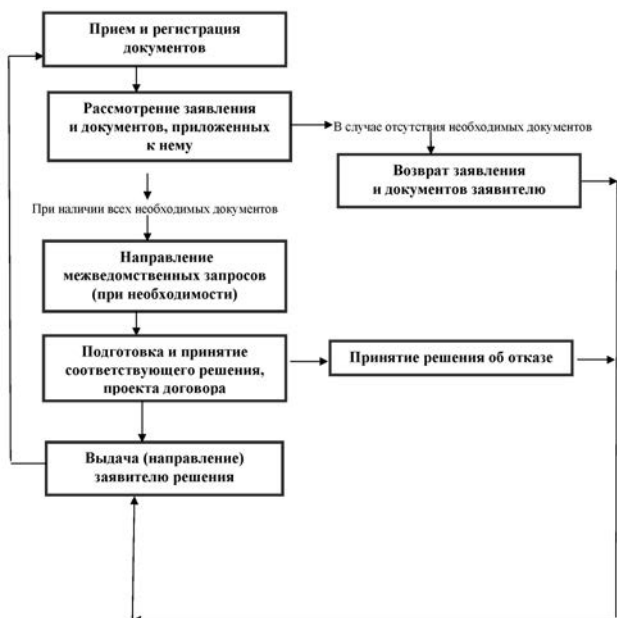 Прием и регистрация
документов
Рассмотрение заявления
и документов, приложенных
к нему
В случае отсутствия необходимых документов
Возврат заявления
и документов заявителю
При наличии всех необходимых документов
Направление
межведомственных запросов
(при необходимости)
Подготовка и принятие
соответствующего решения,
проекта договора
Принятие решения об отказе
Выдача (направление)
заявителю решения